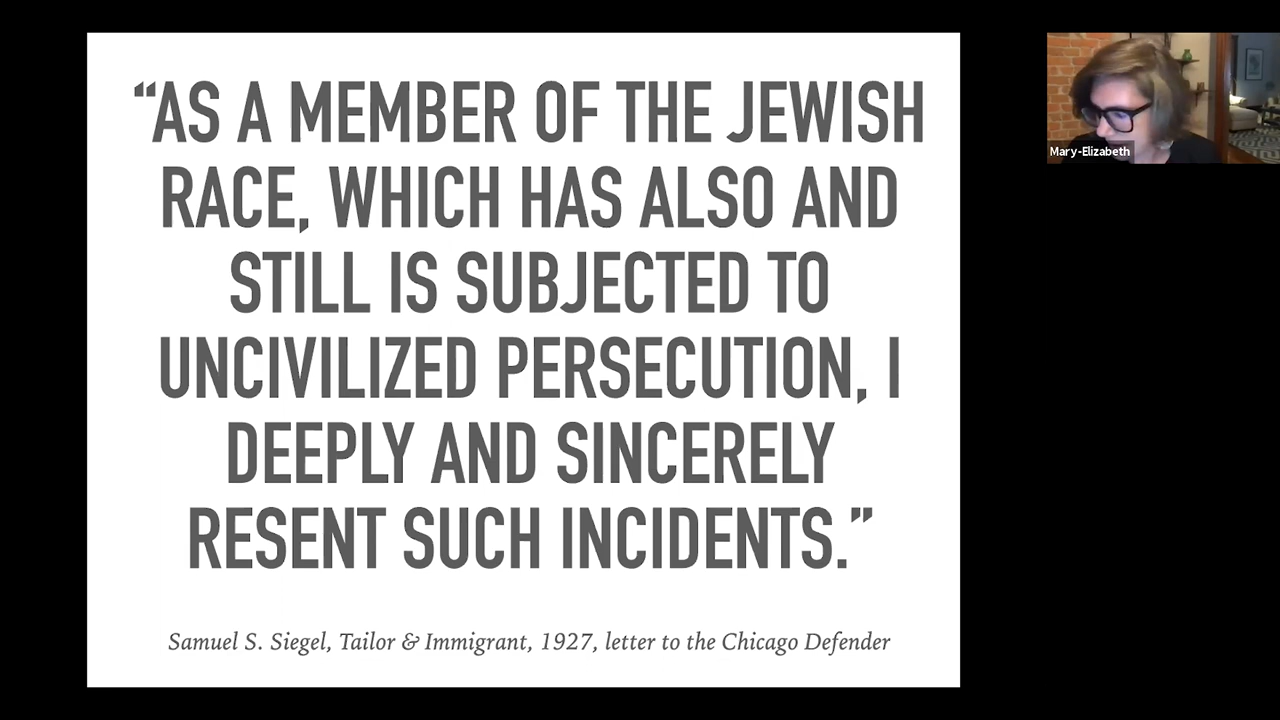 “AS A MEMBER OF THE JEWISH
RACE, WHICH HAS ALSO AND
STILL IS SUBJECTED TO
UNCIVILIZED PERSECUTION, I
DEEPLY AND SINCERELY
RESENT SUCH INCIDENTS.”
Samuel S. Siegel, Tailor & Immigrant, 1927, letter to the Chicago Defender
Mary-Elizabeth